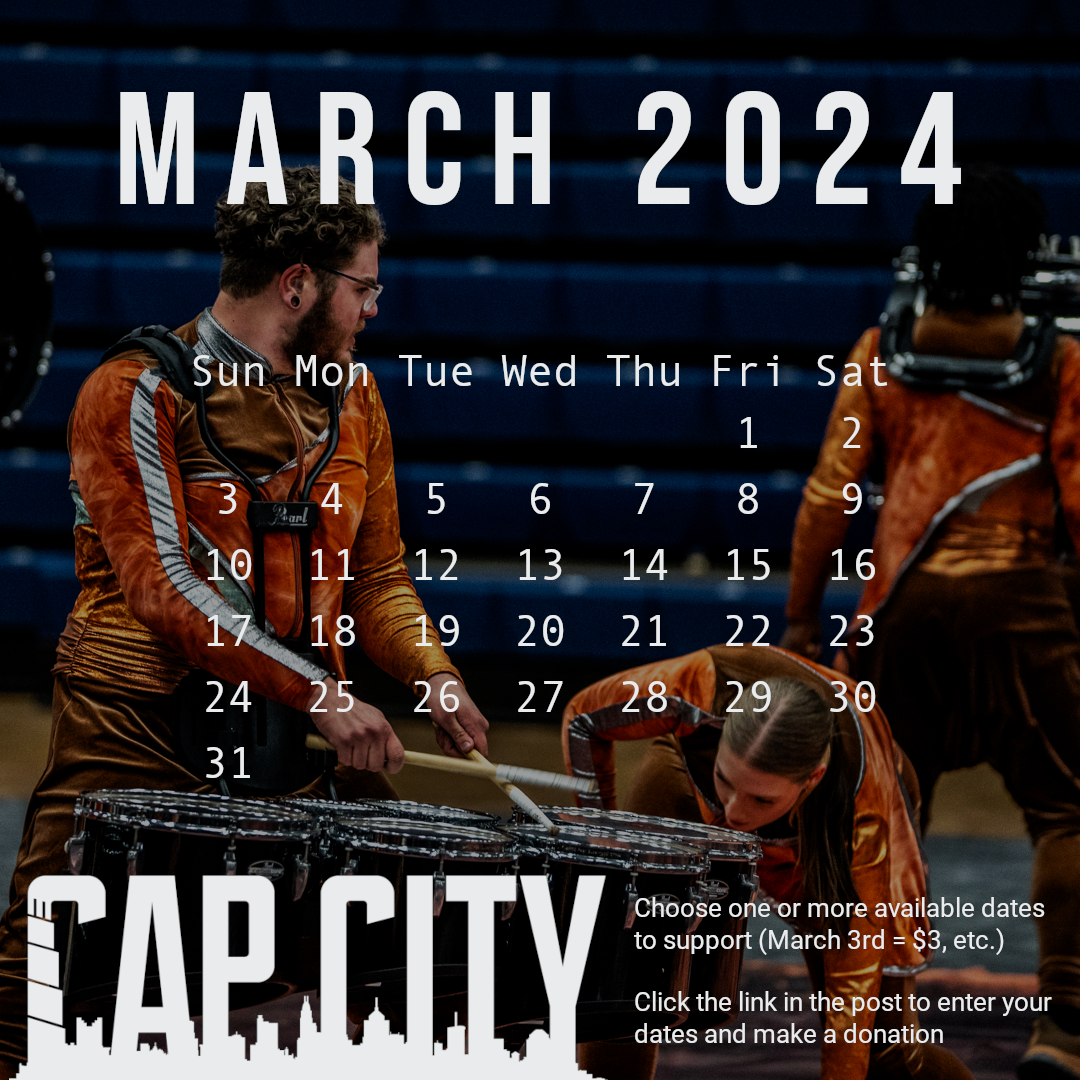 MARCH 2024
Sun Mon Tue Wed Thu Fri Sat
1 2
3 4 5 6 7 8 9
10 11 12 13 14 15 16
17 18 19 20 21 22 23
24 25 26 27 28 29 30
31
Pearl
CAP CITY
Choose one or more available dates
to support (March 3rd = $3, etc.)
Click the link in the post to enter your
dates and make a donation